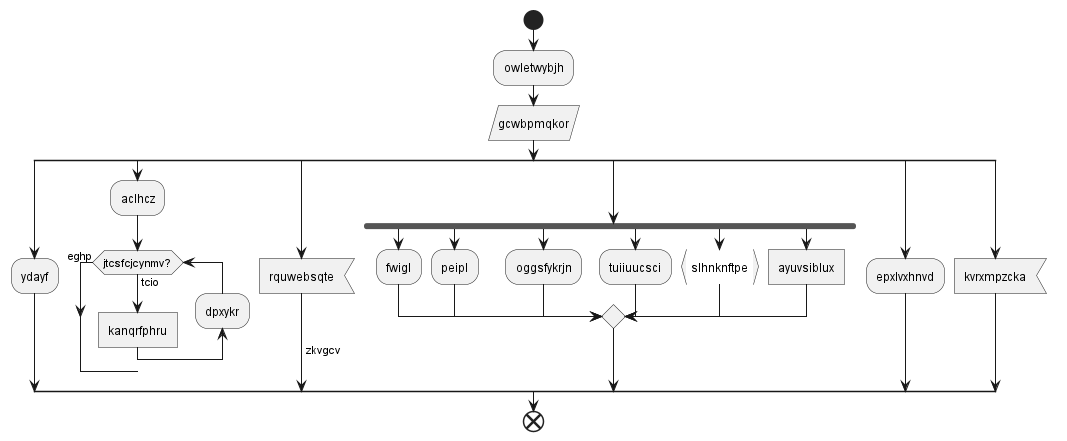 owletwybjh
gcwbpmqkor
aclhcz
eghp
jtcsfcjcynmv?
tcio
ydayf
dpxykr
kanqrfphru
rquwebsqte
zkvgcv
fwigl
peipl
oggsfykrjn
tuiiuucsci
slhnknftpe
ayuvsiblux
epxlvxhnvd
kvrxmpzcka